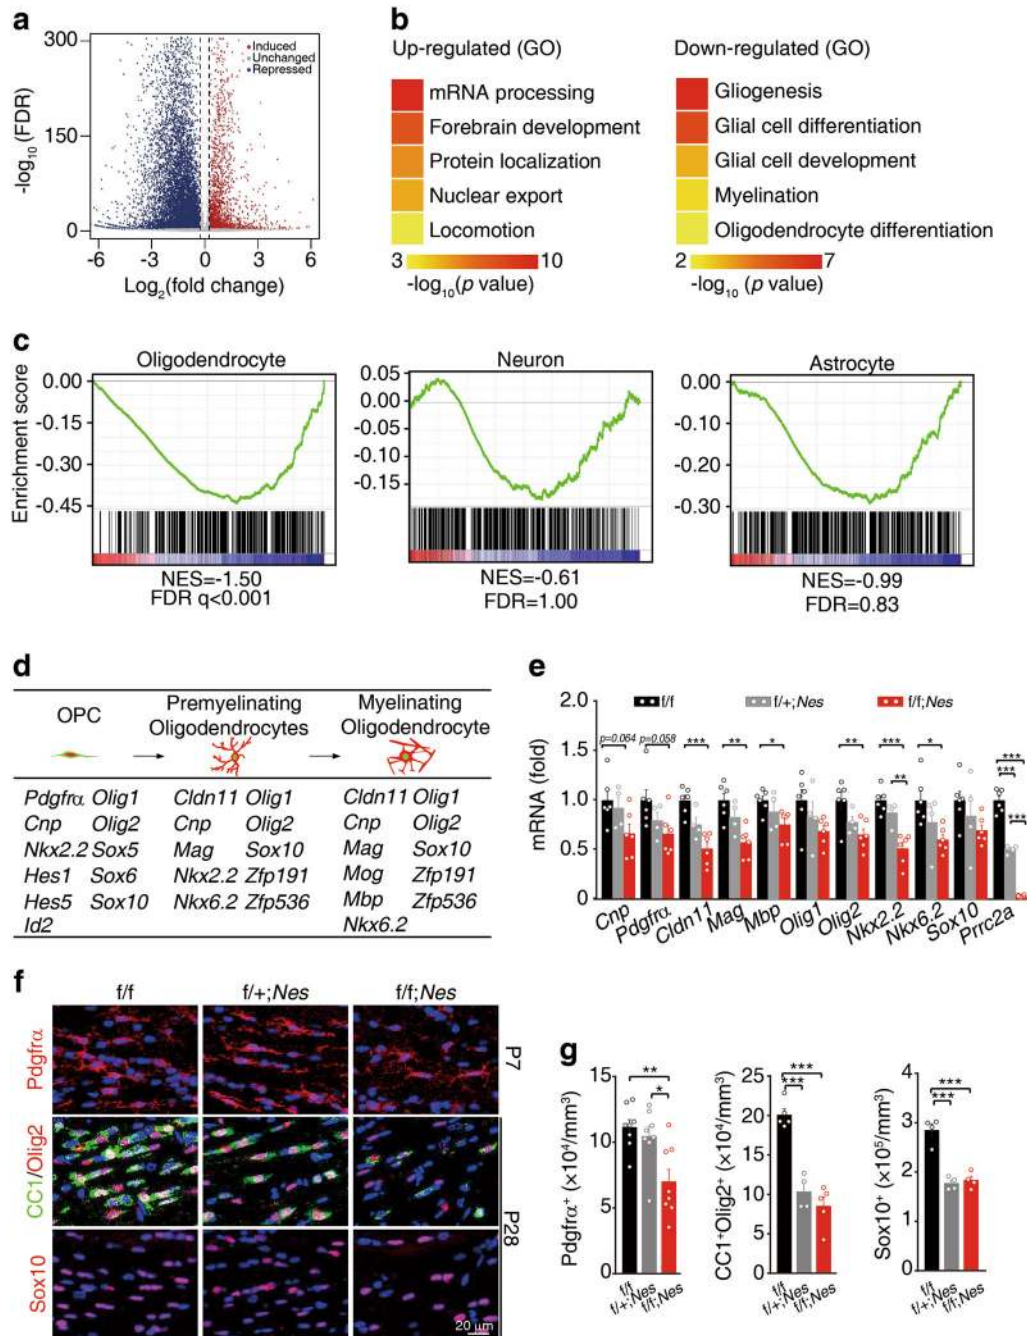 a
300
150
0
-log10 (FDR)
Induced
Unchanged
Repressed
-6 -3 0 3 6
Log2(fold change)
b
Up-regulated (GO)
mRNA processing
Forebrain development
Protein localization
Nuclear export
Locomotion
3 10
-log10(p value)
Down-regulated (GO)
Gliogenesis
Glial cell differentiation
Glial cell development
Myelination
Oligodendrocyte differentiation
2 7
-log10 (p value)
c
Enrichment score
Oligodendrocyte
0.00
-0.15
-0.30
-0.45
NES=-1.50
FDR q<0.001
Neuron
0.05
0.00
-0.05
-0.10
-0.15
NES=-0.61
FDR=1.00
Astrocyte
0.00
-0.10
-0.20
-0.30
NES=-0.99
FDR=0.83
d
OPC
Premyelinating
Oligodendrocytes
Myelinating
Oligodendrocyte
Pdgfrα Olig1 Cldn11 Olig1 Cldn11 Olig1
Cnp Olig2 Cnp Olig2 Cnp Olig2
Nkx2.2 Sox5 Mag Sox10 Mag Sox10
Hes1 Sox6 Nkx2.2 Zfp191 Mog Zfp191
Hes5 Sox10 Nkx6.2 Zfp536 Mbp Zfp536
Id2 Nkx6.2
e
f/f f/+;Nes f/f;Nes
mRNA (fold)
2.0
1.5
1.0
0.5
0
p=0.064 p=0.058 *** ** * ** *** ** * *** *** ***
Cnp Pdgfrα Cldn11 Mag Mbp Olig1 Olig2 Nkx2.2 Nkx6.2 Sox10 Prrc2a
f
f/f f/+;Nes f/f;Nes
Pdgfrα
P7
CC1/Olig2
P28
Sox10
20 μm
g
Pdgfrα+ (×10^4/mm3)
15
10
5
0
** *
f/f
f/+;Nes
f/f;Nes
CC1+Olig2+ (×10^4/mm3)
25
20
15
10
5
0
*** ***
f/f
f/+;Nes
f/f;Nes
Sox10+ (×10^5/mm3)
4
3
2
1
0
*** ***
f/f
f/+;Nes
f/f;Nes